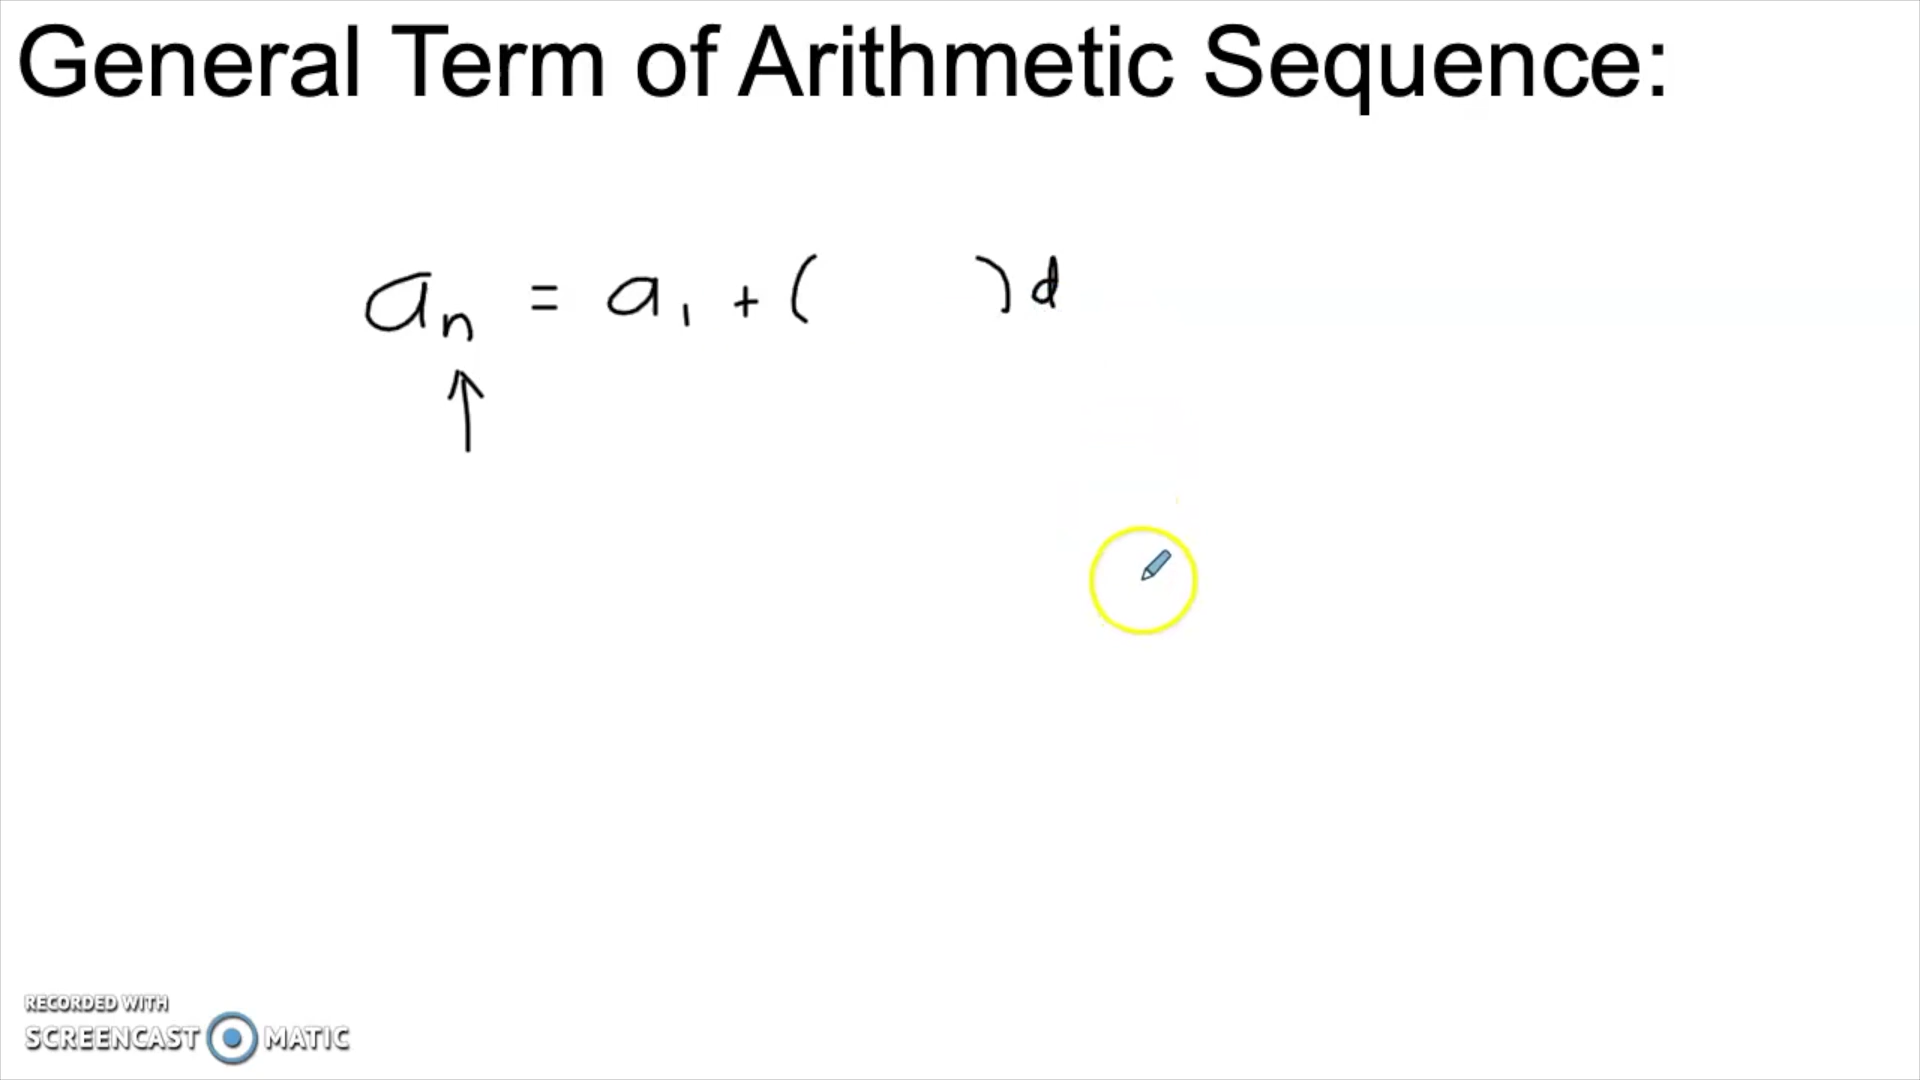 General Term of Arithmetic Sequence:
aₙ = a₁ + (      ) d
RECORDED WITH
SCREENCAST MATIC